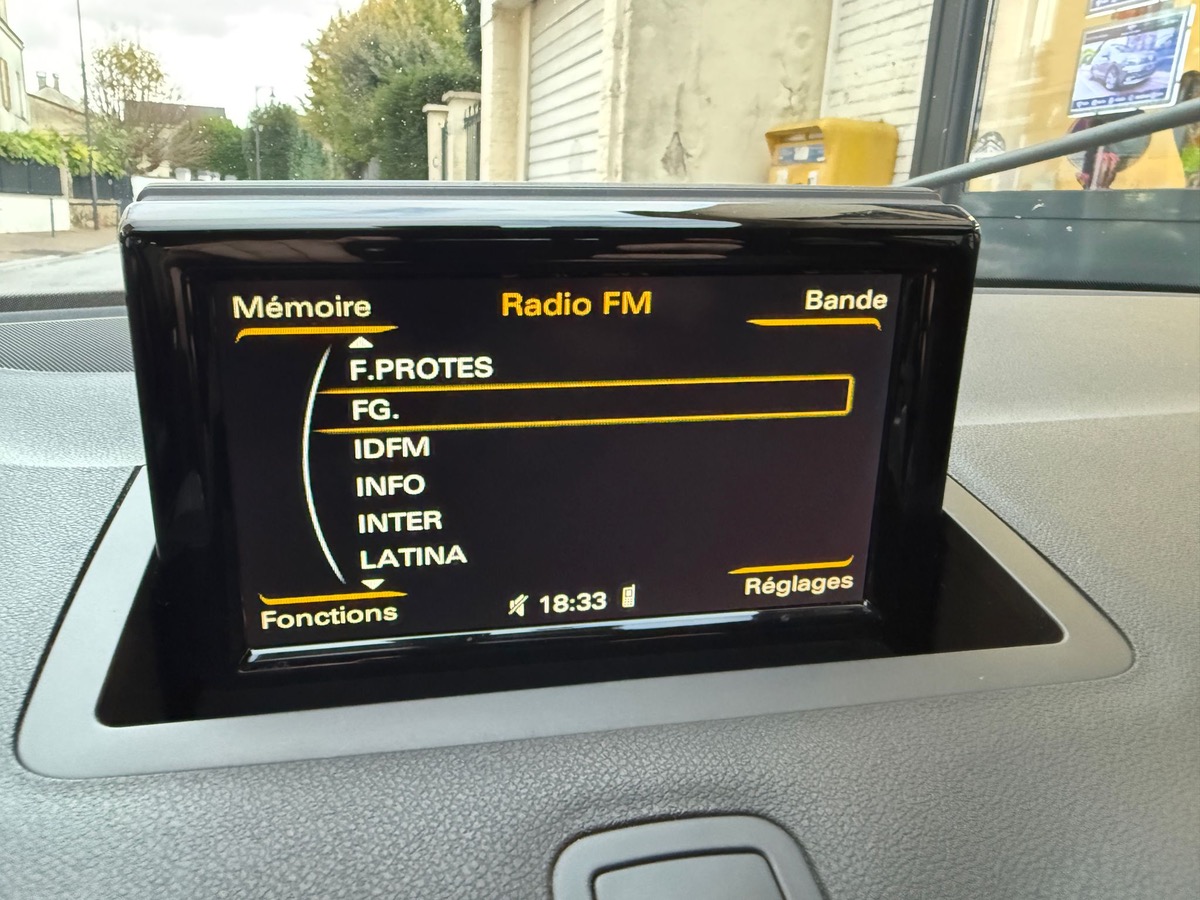 Mémoire
Radio FM
Bande
F.PROTES
FG.
IDFM
INFO
INTER
LATINA
Fonctions
18:33
Réglages